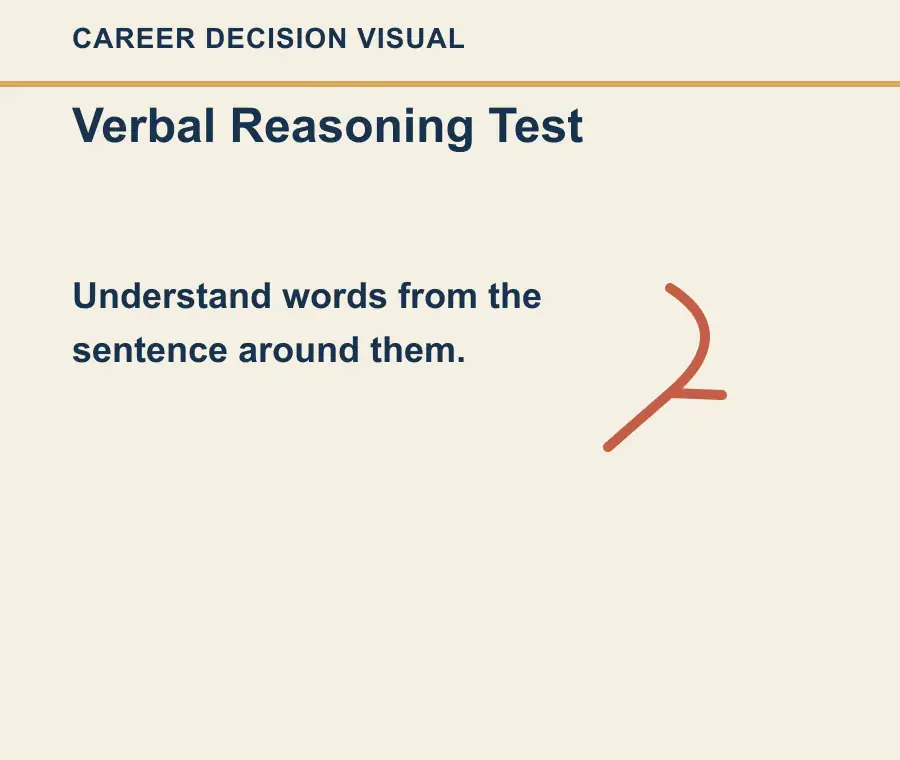 CAREER DECISION VISUAL
Verbal Reasoning Test
Understand words from the
sentence around them.